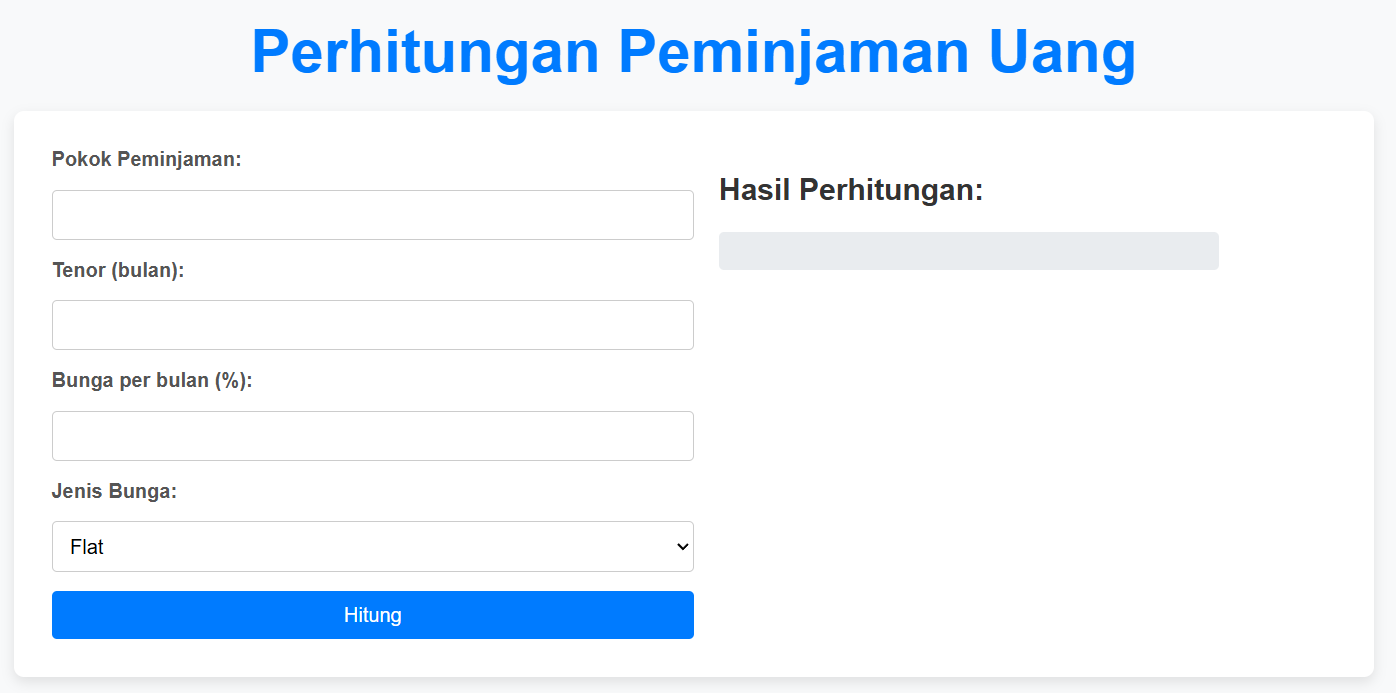 Perhitungan Peminjaman Uang
Pokok Peminjaman:
Tenor (bulan):
Bunga per bulan (%):
Jenis Bunga:
Flat
Hitung
Hasil Perhitungan: